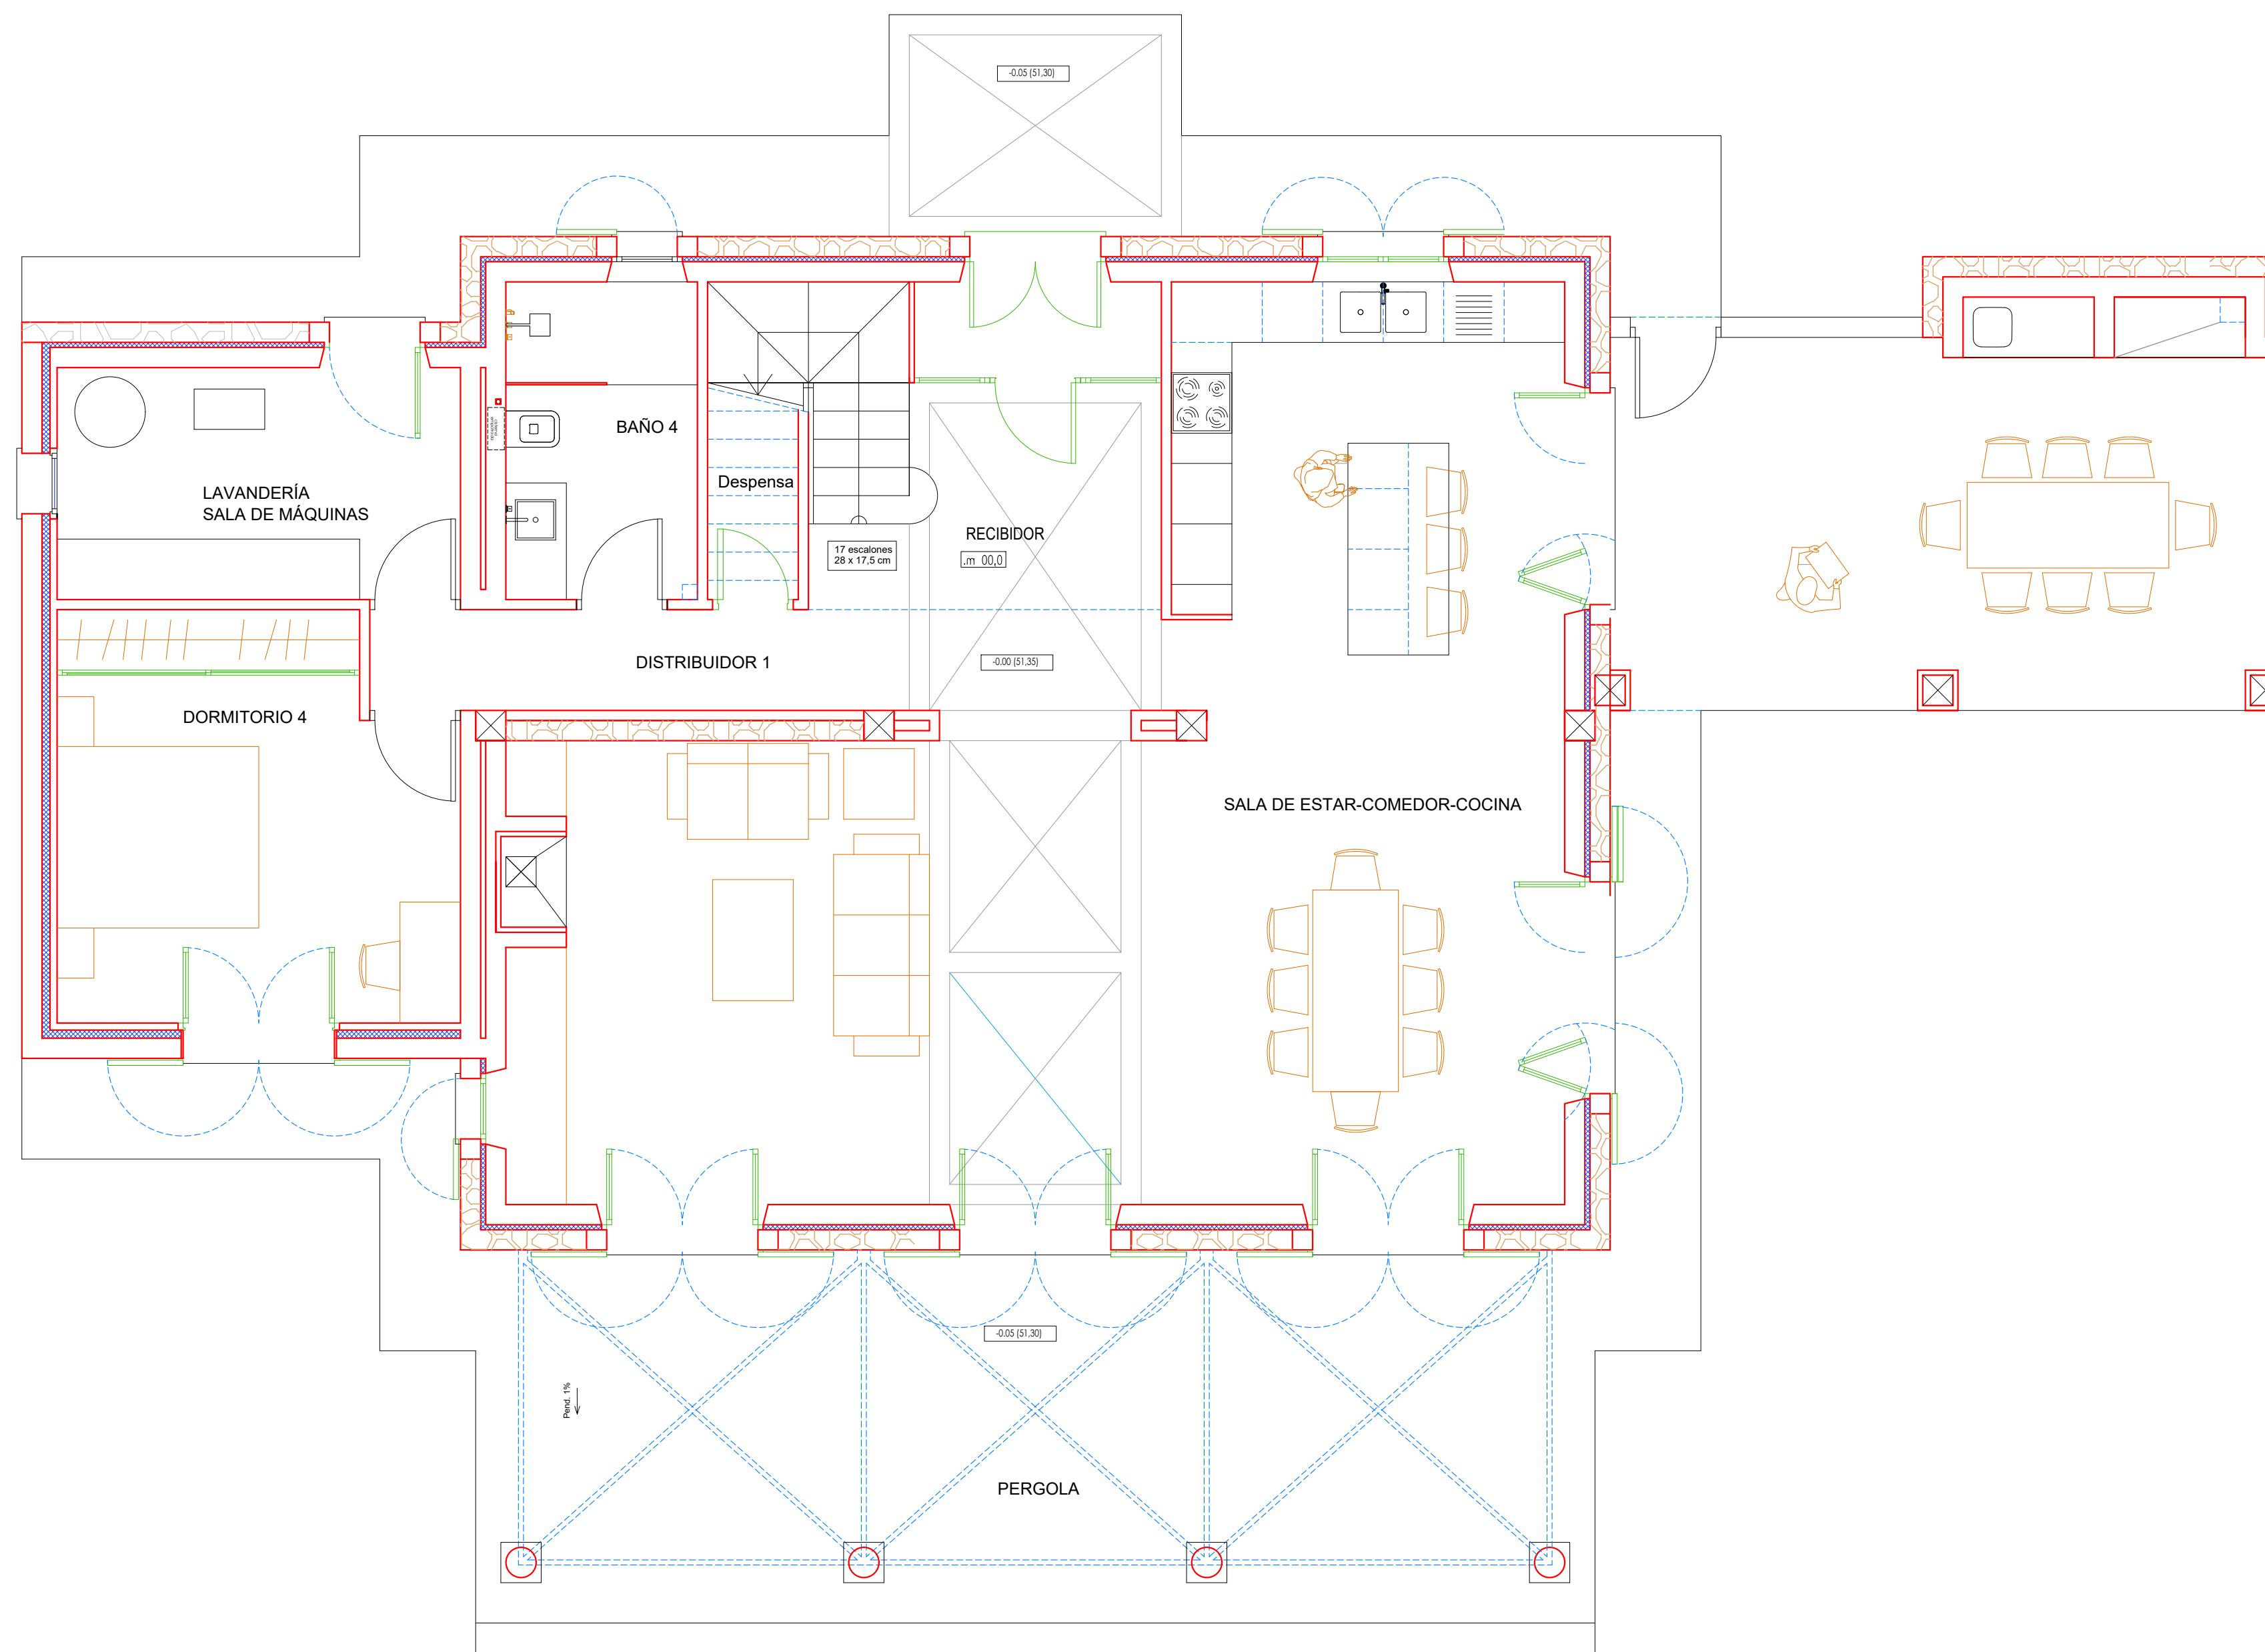 -0.05 (51,30)
BAÑO 4
LAVANDERÍA
SALA DE MÁQUINAS
Despensa
RECIBIDOR
.m 00,0
17 escalones
28 x 17,5 cm
DISTRIBUIDOR 1
-0.00 (51,35)
DORMITORIO 4
SALA DE ESTAR-COMEDOR-COCINA
-0.05 (51,30)
Pend. 1%
PERGOLA